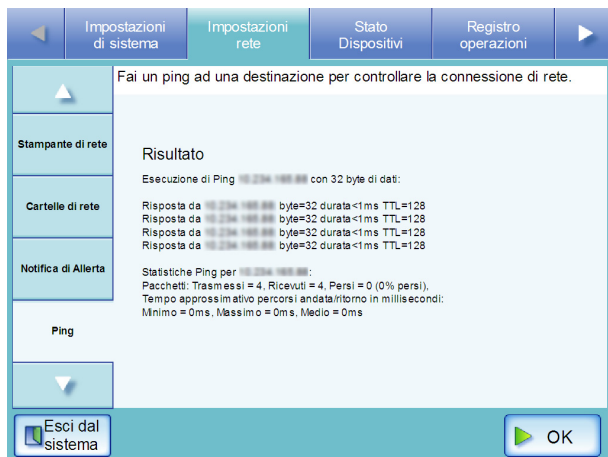 Impostazioni
di sistema
Impostazioni
rete
Stato
Dispositivi
Registro
operazioni
Fai un ping ad una destinazione per controllare la connessione di rete.
Stampante di rete
Cartelle di rete
Notifica di Allerta
Ping
Risultato
Esecuzione di Ping con 32 byte di dati:
Risposta da byte=32 durata<1ms TTL=128
Risposta da byte=32 durata<1ms TTL=128
Risposta da byte=32 durata<1ms TTL=128
Risposta da byte=32 durata<1ms TTL=128
Statistiche Ping per :
Pacchetti: Trasmessi = 4, Ricevuti = 4, Persi = 0 (0% persi),
Tempo approssimativo percorsi andata/ritorno in millisecondi:
Minimo = 0ms, Massimo = 0ms, Medio = 0ms
Esci dal
sistema
OK